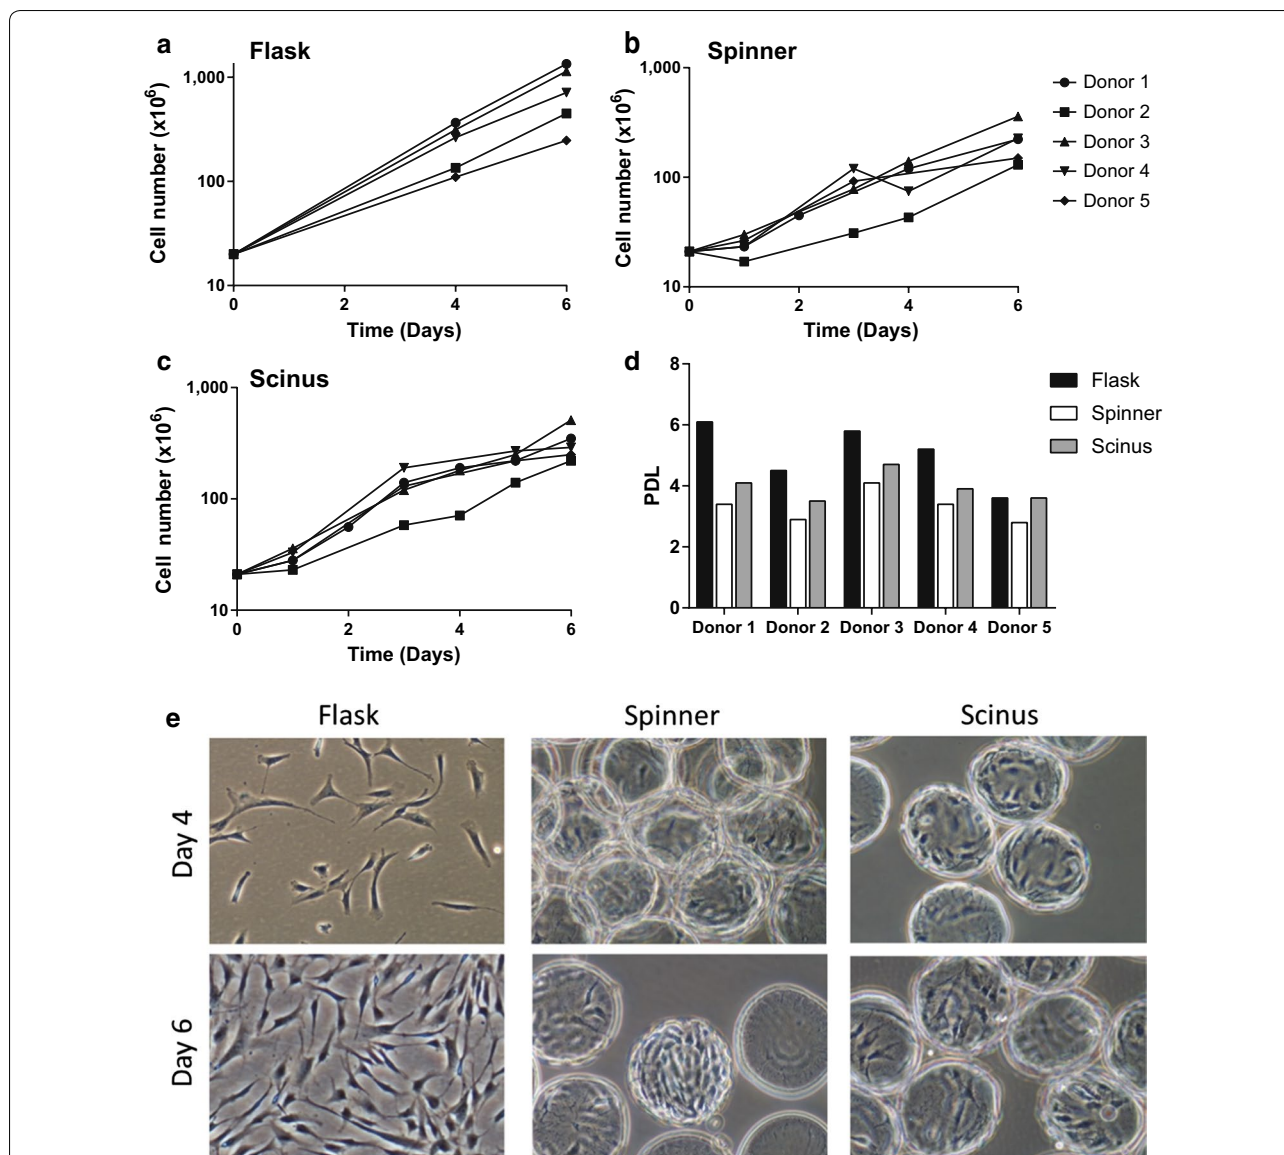 a Flask
1,000
100
10
Cell number (x10⁶)
0 2 4 6
Time (Days)
b Spinner
1,000
100
10
Cell number (x10⁶)
0 2 4 6
Time (Days)
Donor 1
Donor 2
Donor 3
Donor 4
Donor 5
c Scinus
1,000
100
10
Cell number (x10⁶)
0 2 4 6
Time (Days)
d
8
6
4
2
0
PDL
Donor 1 Donor 2 Donor 3 Donor 4 Donor 5
Flask
Spinner
Scinus
e Flask Spinner Scinus
Day 4
Day 6